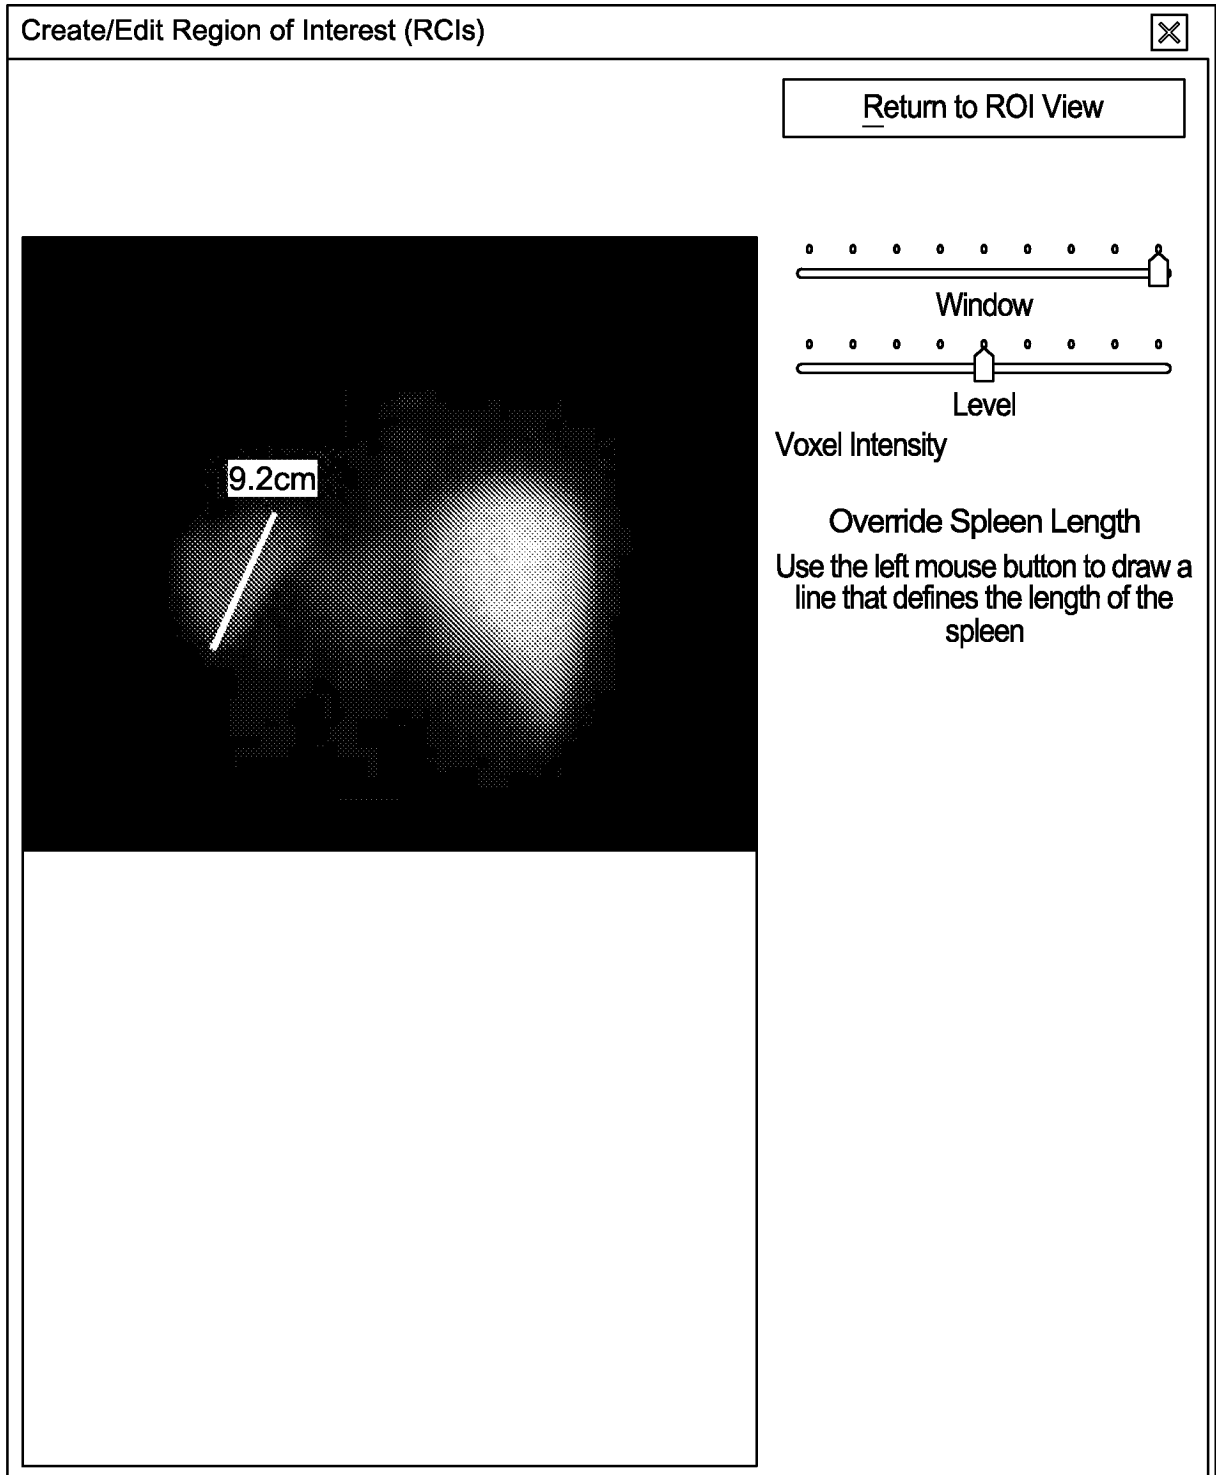 Create/Edit Region of Interest (RCIs)
Return to ROI View
Window
Level
Voxel Intensity
9.2cm
Override Spleen Length
Use the left mouse button to draw a
line that defines the length of the
spleen